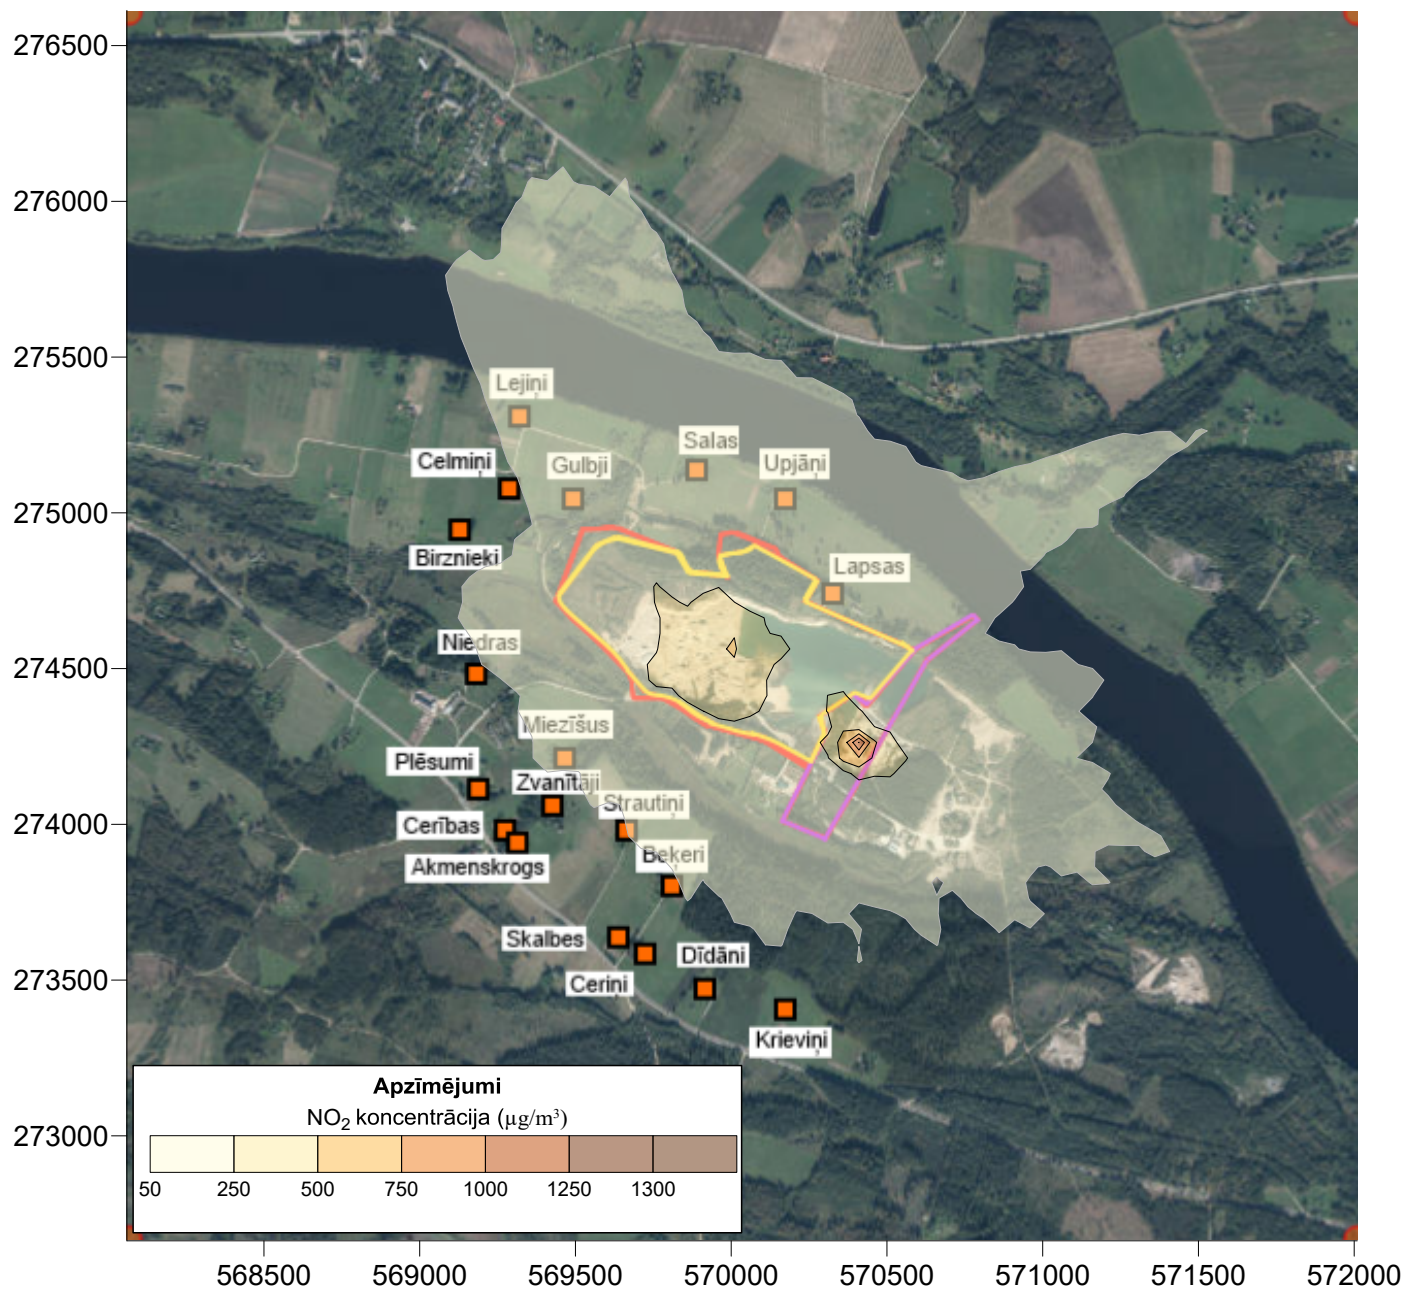 276500
276000
275500
275000
274500
274000
273500
273000
Lejiņi
Salas
Celmiņi
Gulbji
Upjāņi
Birznieki
Lapsas
Niedras
Miezīšus
Plēsumi
Zvanītāji
Strautiņi
Cerības
Beķeri
Akmenskrogs
Skalbes
Dīdāni
Ceriņi
Krieviņi
Apzīmējumi
NO₂ koncentrācija (µg/m³)
50 250 500 750 1000 1250 1300
568500 569000 569500 570000 570500 571000 571500 572000